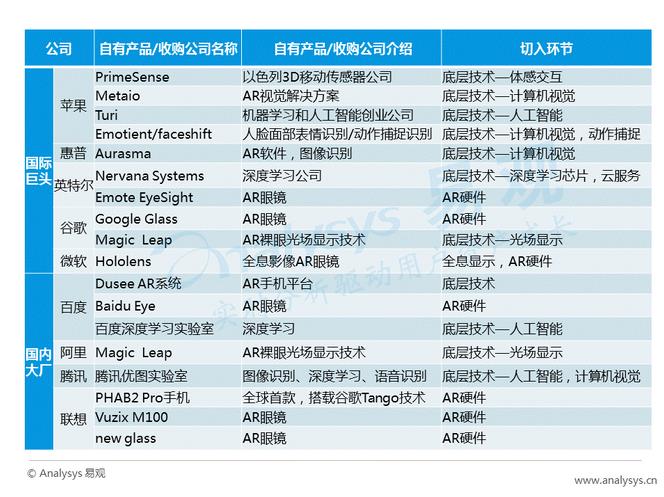 公司 自有产品/收购公司名称 自有产品/收购公司介绍 切入环节
国际巨头 苹果 PrimeSense 以色列3D移动传感器公司 底层技术—体感交互
Metaio AR视觉解决方案 底层技术—计算机视觉
Turi 机器学习和人工智能创业公司 底层技术—人工智能
Emotient/faceshift 人脸面部表情识别/动作捕捉识别 底层技术—计算机视觉，动作捕捉
惠普 Aurasma AR软件，图像识别 底层技术—计算机视觉
英特尔 Nervana Systems 深度学习公司 底层技术—深度学习芯片，云服务
Emote EyeSight AR眼镜 AR硬件
谷歌 Google Glass AR眼镜 AR硬件
Magic Leap AR裸眼光场显示技术 底层技术—光场显示
微软 Hololens 全息影像AR眼镜 全息显示，AR硬件
国内大厂 百度 Dusee AR系统 AR手机平台 底层技术
Baidu Eye AR眼镜 AR硬件
百度深度学习实验室 深度学习 底层技术—人工智能
阿里 Magic Leap AR裸眼光场显示技术 底层技术—光场显示
腾讯 腾讯优图实验室 图像识别、深度学习、语音识别 底层技术—人工智能，计算机视觉
联想 PHAB2 Pro手机 全球首款，搭载谷歌Tango技术 AR硬件
Vuzix M100 AR眼镜 AR硬件
new glass AR眼镜 AR硬件
Analysys 易观
© Analysys 易观 www.analysys.cn